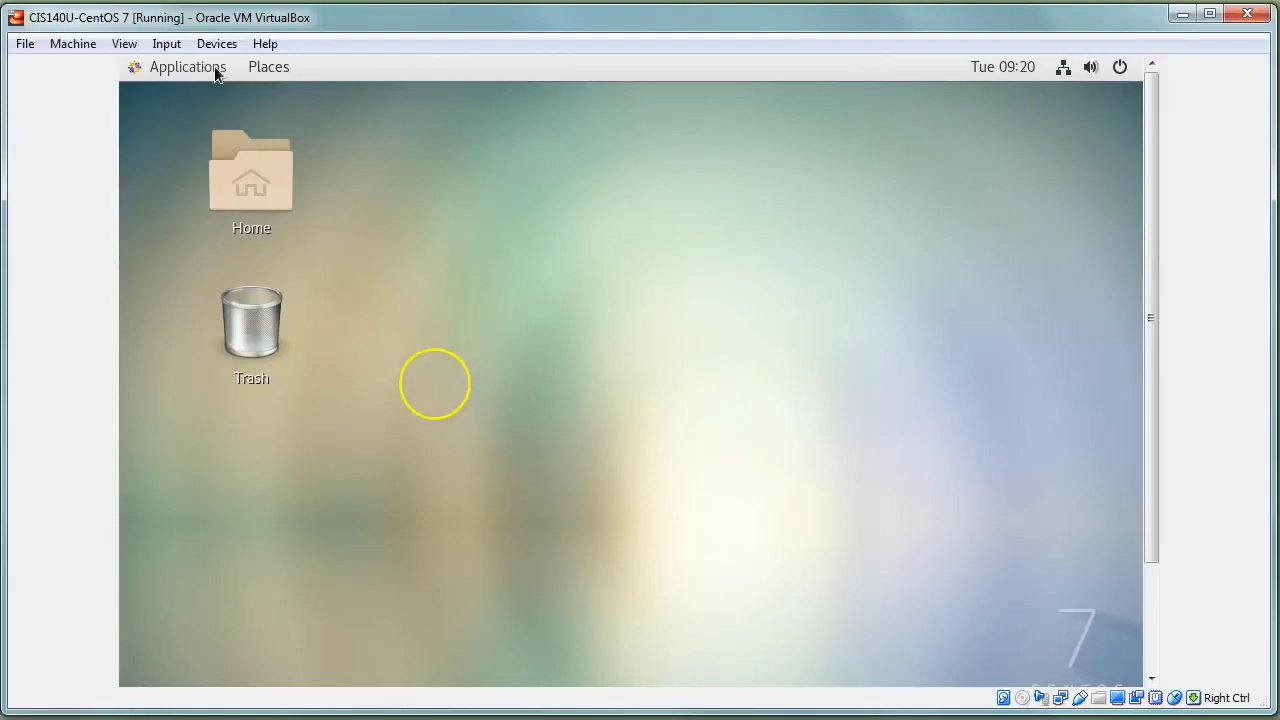 CIS140U-CentOS 7 [Running] - Oracle VM VirtualBox
File Machine View Input Devices Help
Applications Places Tue 09:20
Home
Trash
7
CENTOS
Right Ctrl